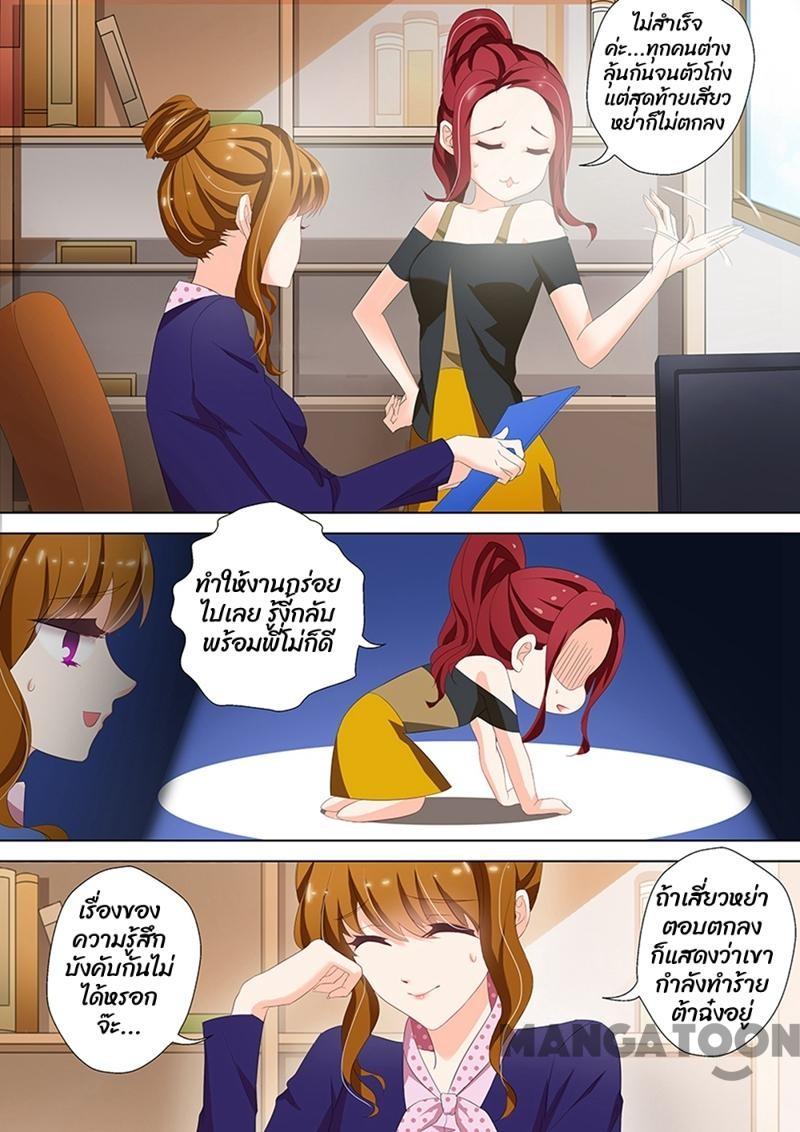 ไม่สำเร็จ
ค่ะ...ทุกคนต่าง
ลุ้นกันจนตัวโก่ง
แต่สุดท้ายเสี่ยว
หย่าก็ไม่ตกลง
ทำให้งานกร่อย
ไปเลย รู้งี้กลับ
พร้อมพี่โม่ก็ดี
เรื่องของ
ความรู้สึก
บังคับกันไม่
ได้หรอก
จ๊ะ...
ถ้าเสี่ยวหย่า
ตอบตกลง
ก็แสดงว่าเขา
กำลังทำร้าย
ต้าฉ๋งอยู่
MANGATOON